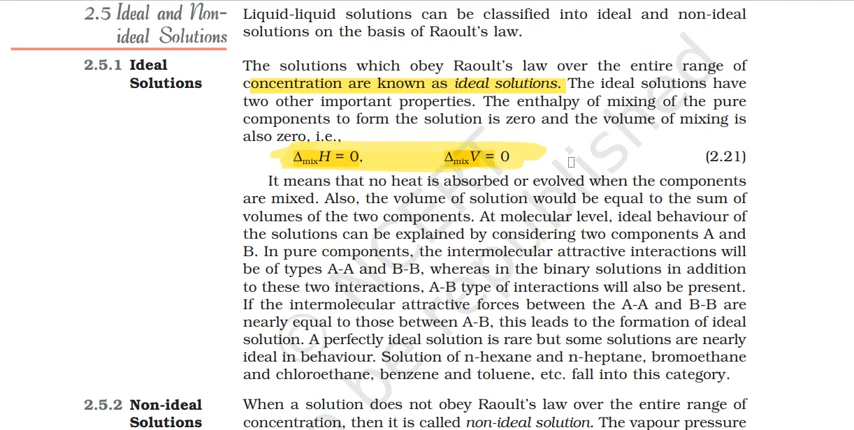 2.5 Ideal and Non-
ideal Solutions
Liquid-liquid solutions can be classified into ideal and non-ideal
solutions on the basis of Raoult's law.
2.5.1 Ideal
Solutions
The solutions which obey Raoult's law over the entire range of
concentration are known as ideal solutions. The ideal solutions have
two other important properties. The enthalpy of mixing of the pure
components to form the solution is zero and the volume of mixing is
also zero, i.e.,
ΔmixH = 0, ΔmixV = 0 (2.21)
It means that no heat is absorbed or evolved when the components
are mixed. Also, the volume of solution would be equal to the sum of
volumes of the two components. At molecular level, ideal behaviour of
the solutions can be explained by considering two components A and
B. In pure components, the intermolecular attractive interactions will
be of types A-A and B-B, whereas in the binary solutions in addition
to these two interactions, A-B type of interactions will also be present.
If the intermolecular attractive forces between the A-A and B-B are
nearly equal to those between A-B, this leads to the formation of ideal
solution. A perfectly ideal solution is rare but some solutions are nearly
ideal in behaviour. Solution of n-hexane and n-heptane, bromoethane
and chloroethane, benzene and toluene, etc. fall into this category.
2.5.2 Non-ideal
Solutions
When a solution does not obey Raoult's law over the entire range of
concentration, then it is called non-ideal solution. The vapour pressure
© NCERT
be republished